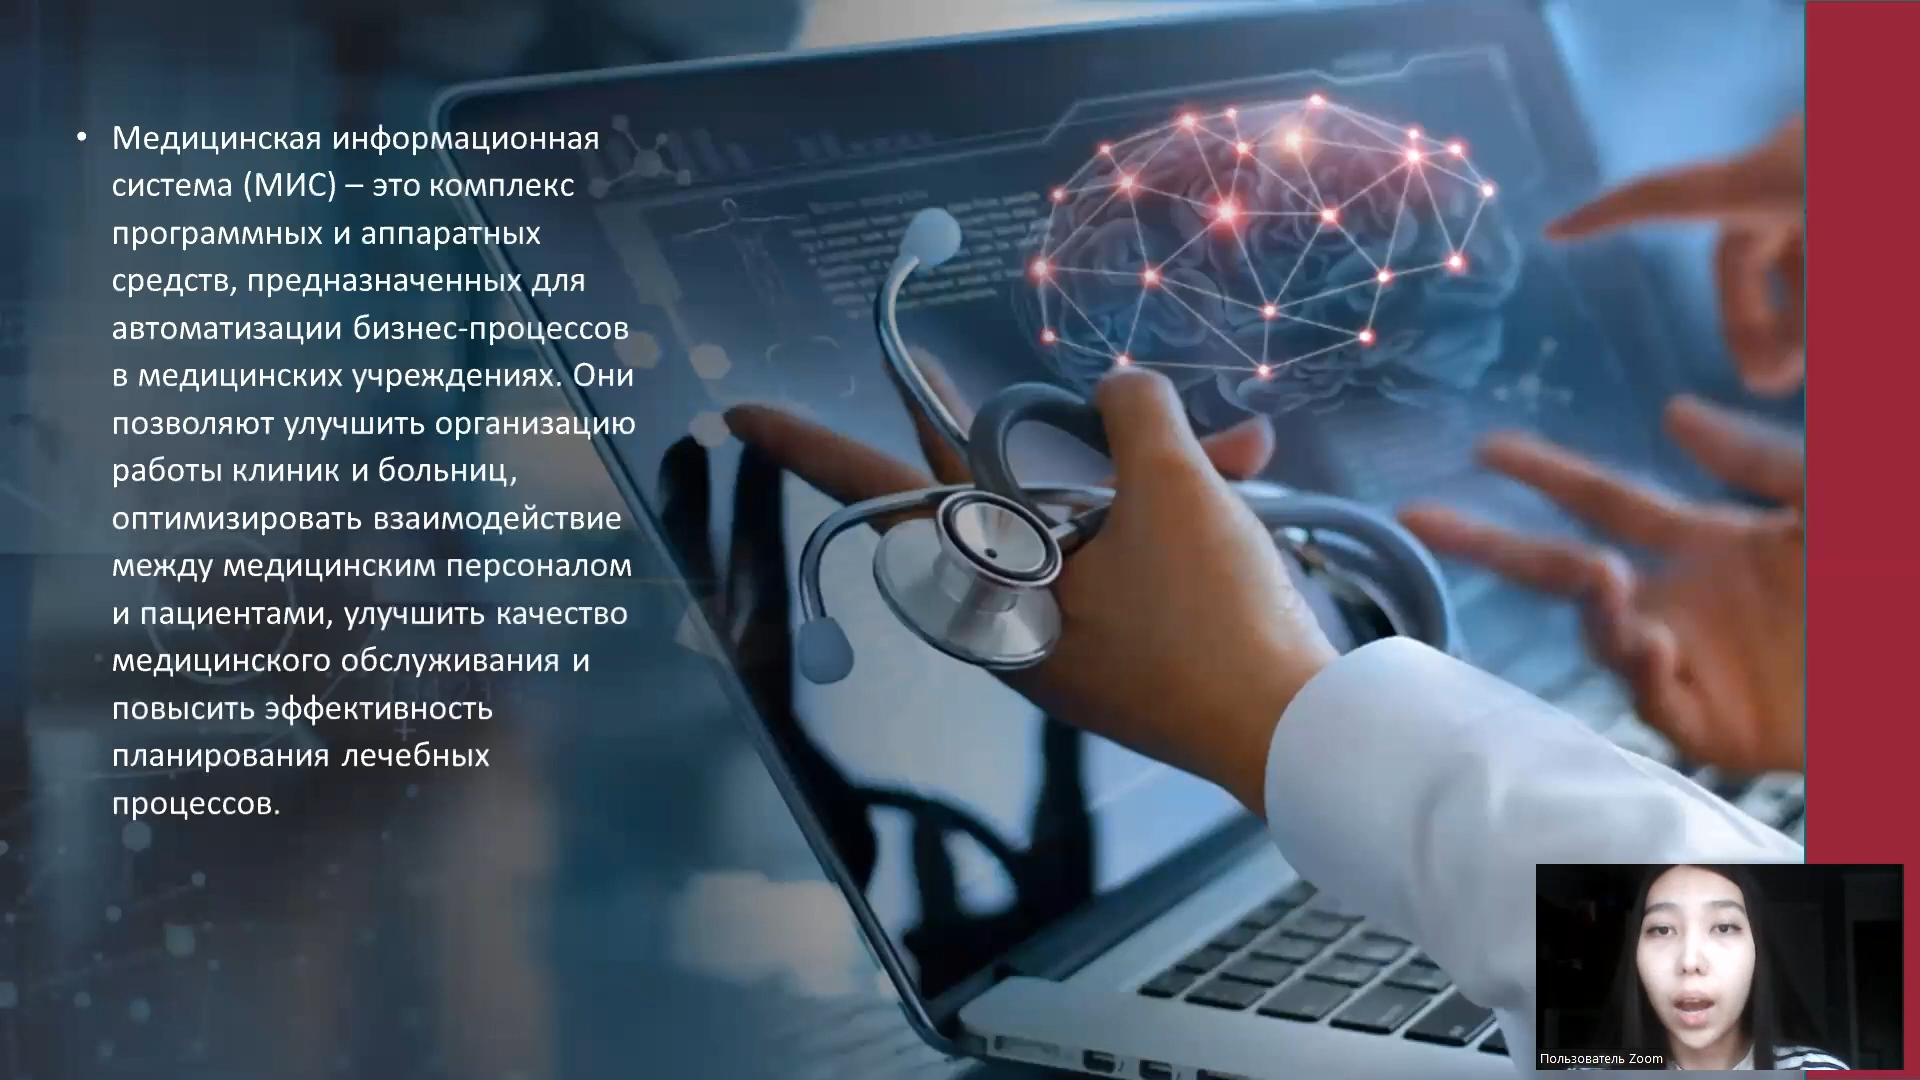 • Медицинская информационная
система (МИС) – это комплекс
программных и аппаратных
средств, предназначенных для
автоматизации бизнес-процессов
в медицинских учреждениях. Они
позволяют улучшить организацию
работы клиник и больниц,
оптимизировать взаимодействие
между медицинским персоналом
и пациентами, улучшить качество
медицинского обслуживания и
повысить эффективность
планирования лечебных
процессов.
Пользователь Zoom